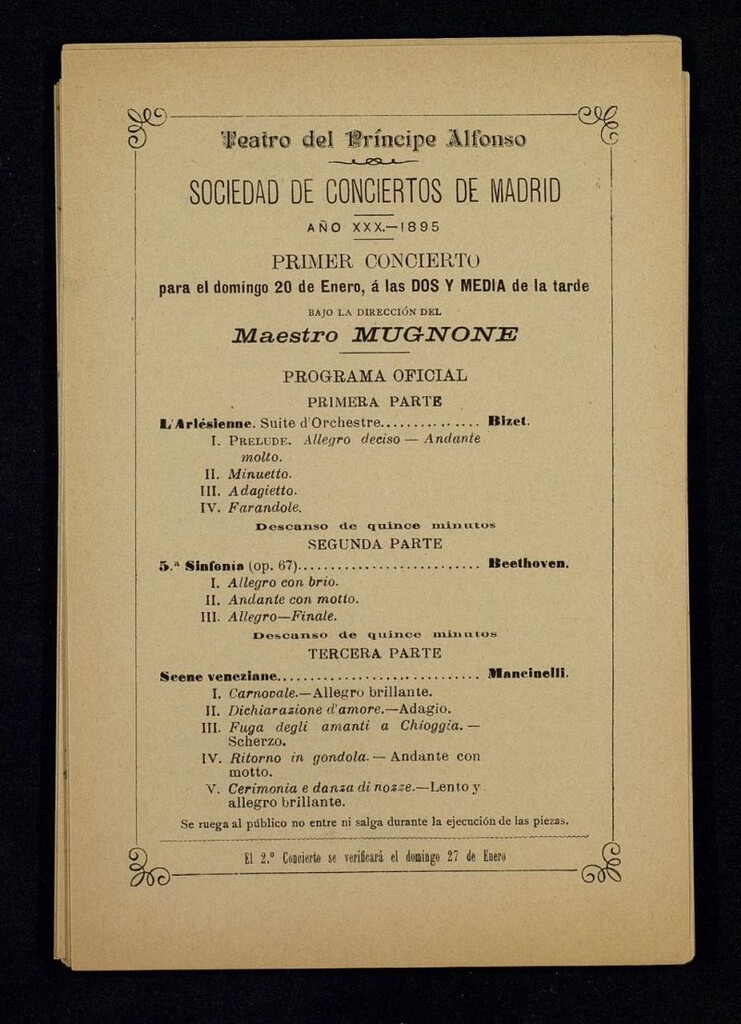 Teatro del Príncipe Alfonso
SOCIEDAD DE CONCIERTOS DE MADRID
AÑO XXX.—1895
PRIMER CONCIERTO
para el domingo 20 de Enero, á las DOS Y MEDIA de la tarde
BAJO LA DIRECCIÓN DEL
Maestro MUGNONE
PROGRAMA OFICIAL
PRIMERA PARTE
L'Arlésienne. Suite d'Orchestre............... Bizet.
I. PRELUDE. Allegro deciso — Andante
molto.
II. Minuetto.
III. Adagietto.
IV. Farandole.
Descanso de quince minutos
SEGUNDA PARTE
5.ª Sinfonía (op. 67)........................... Beethoven.
I. Allegro con brio.
II. Andante con motto.
III. Allegro—Finale.
Descanso de quince minutos
TERCERA PARTE
Scene veneziane.............................. Mancinelli.
I. Carnovale.—Allegro brillante.
II. Dichiarazione d'amore.—Adagio.
III. Fuga degli amanti a Chioggia.—
Scherzo.
IV. Ritorno in gondola.—Andante con
motto.
V. Cerimonia e danza di nozze.—Lento y
allegro brillante.
Se ruega al público no entre ni salga durante la ejecución de las piezas.
El 2.º Concierto se verificará el domingo 27 de Enero